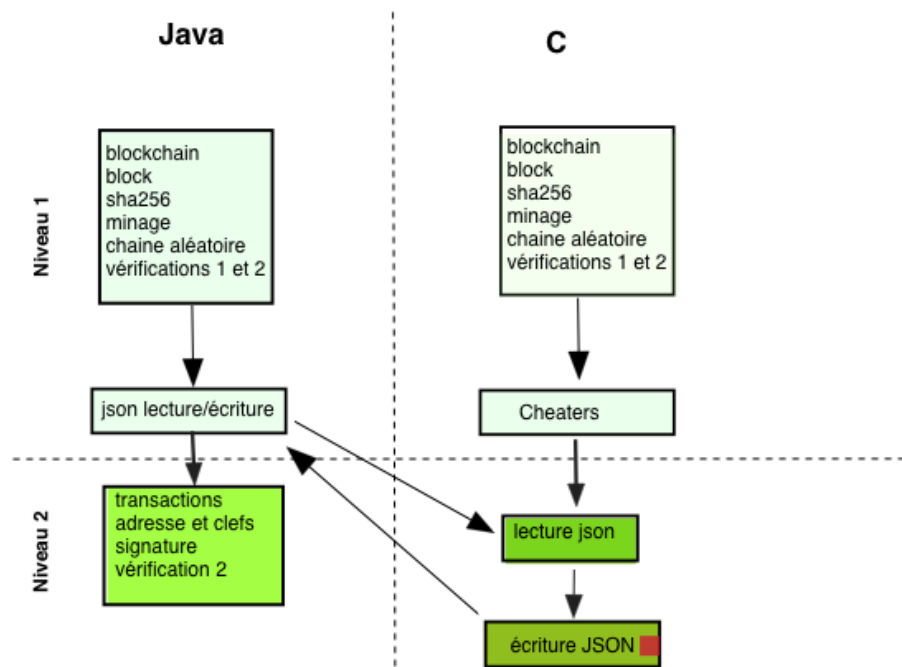 Java
C
Niveau 1
blockchain
block
sha256
minage
chaine aléatoire
vérifications 1 et 2
blockchain
block
sha256
minage
chaine aléatoire
vérifications 1 et 2
json lecture/écriture
Cheaters
Niveau 2
transactions
adresse et clefs
signature
vérification 2
lecture json
écriture JSON